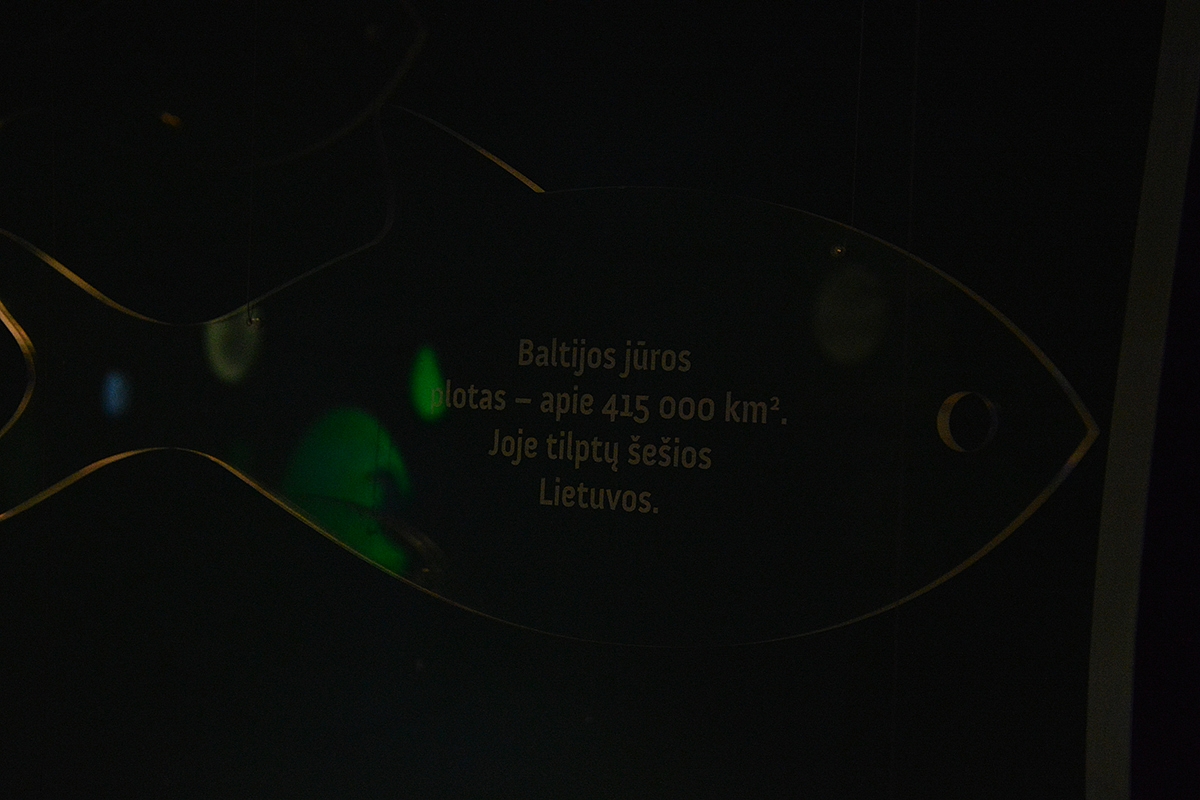 Baltijos jūros
plotas – apie 415 000 km².
Joje tilptų šešios
Lietuvos.